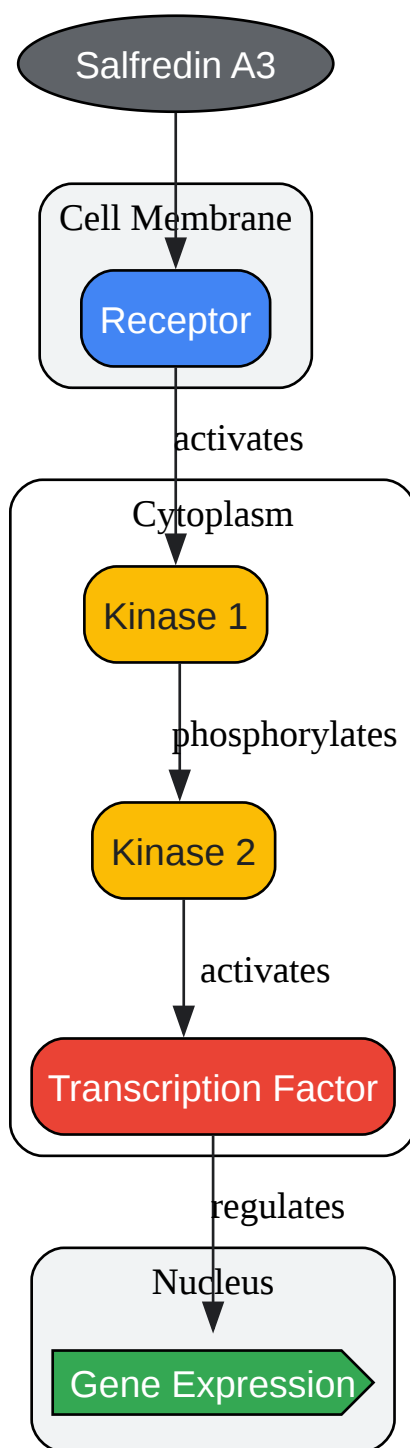 Salfredin A3
Cell Membrane
Receptor
activates
Cytoplasm
Kinase 1
phosphorylates
Kinase 2
activates
Transcription Factor
regulates
Nucleus
Gene Expression